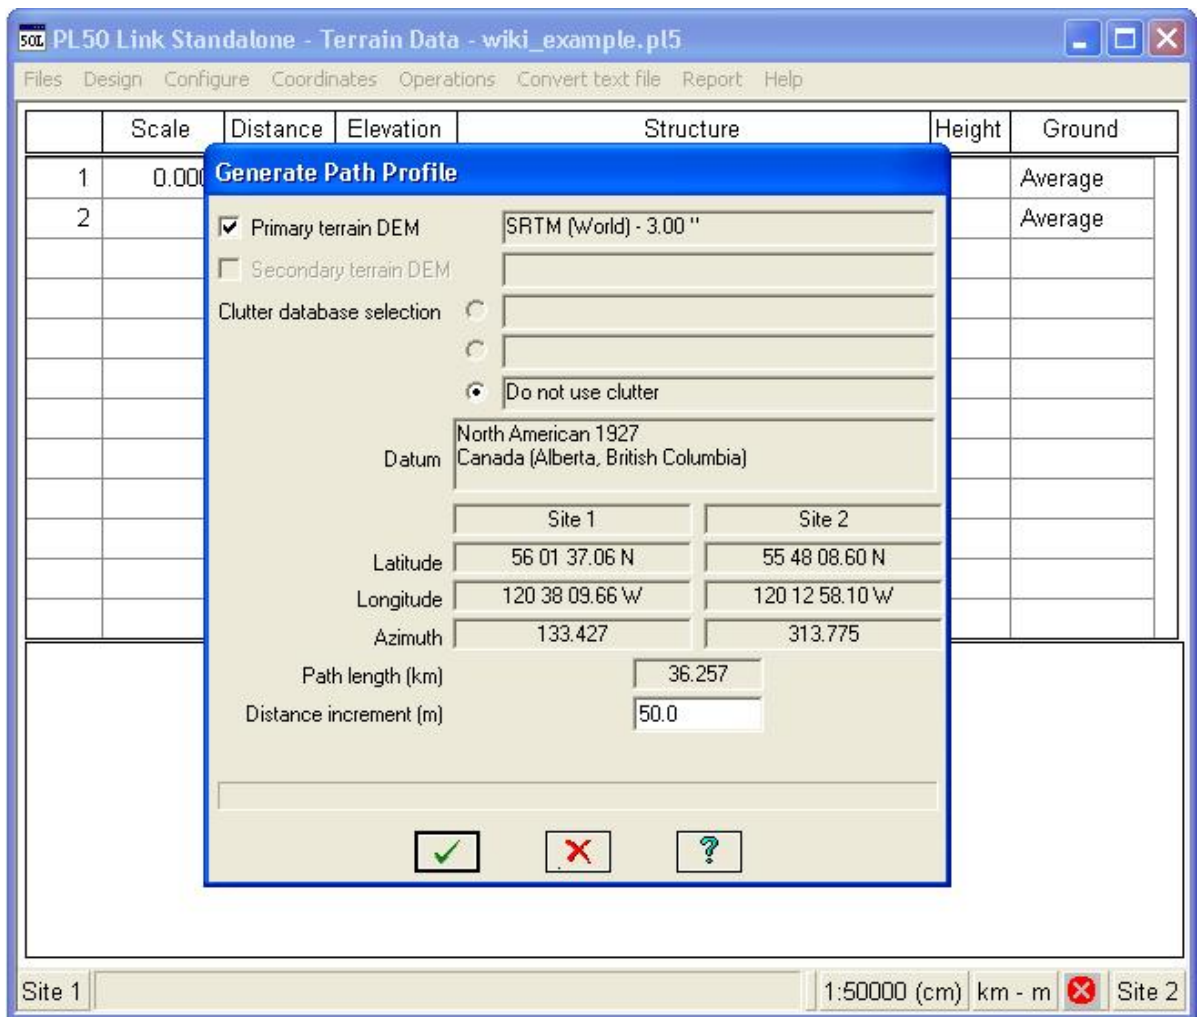 SOL PL50 Link Standalone - Terrain Data - wiki_example.pl5
Files Design Configure Coordinates Operations Convert text file Report Help
Scale Distance Elevation Structure Height Ground
1 0.000 Average
2 Average
Generate Path Profile
Primary terrain DEM SRTM (World) - 3.00 "
Secondary terrain DEM
Clutter database selection
Do not use clutter
North American 1927
Datum Canada (Alberta, British Columbia)
Site 1 Site 2
Latitude 56 01 37.06 N 55 48 08.60 N
Longitude 120 38 09.66 W 120 12 58.10 W
Azimuth 133.427 313.775
Path length (km) 36.257
Distance increment (m) 50.0
?
Site 1 1:50000 (cm) km - m Site 2